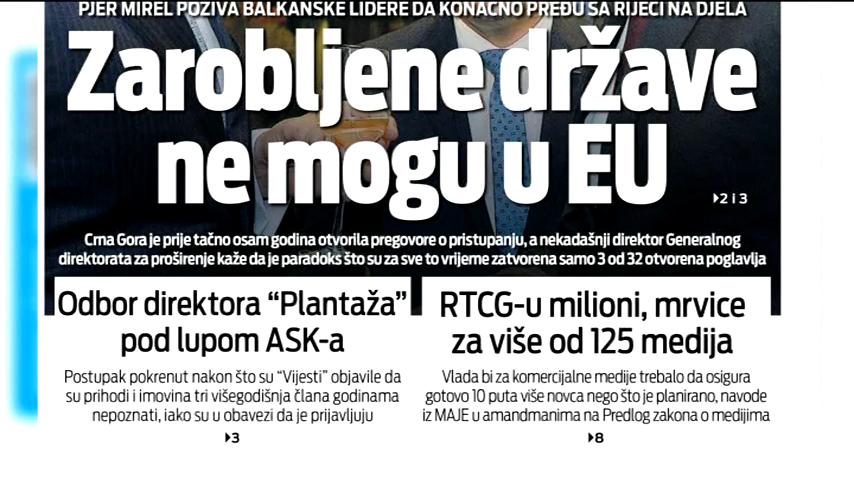 PJER MIREL POZIVA BALKANSKE LIDERE DA KONAČNO PREĐU SA RIJEČI NA DJELA
Zarobljene države
ne mogu u EU
2 i 3
Crna Gora je prije tačno osam godina otvorila pregovore o pristupanju, a nekadašnji direktor Generalnog
direktorata za proširenje kaže da je paradoks što su za sve to vrijeme zatvorena samo 3 od 32 otvorena poglavlja
Odbor direktora “Plantaža”
pod lupom ASK-a
Postupak pokrenut nakon što su “Vijesti” objavile da
su prihodi i imovina tri višegodišnja člana godinama
nepoznati, iako su u obavezi da je prijavljuju
3
RTCG-u milioni, mrvice
za više od 125 medija
Vlada bi za komercijalne medije trebalo da osigura
gotovo 10 puta više novca nego što je planirano, navode
iz MAJE u amandmanima na Predlog zakona o medijima
8